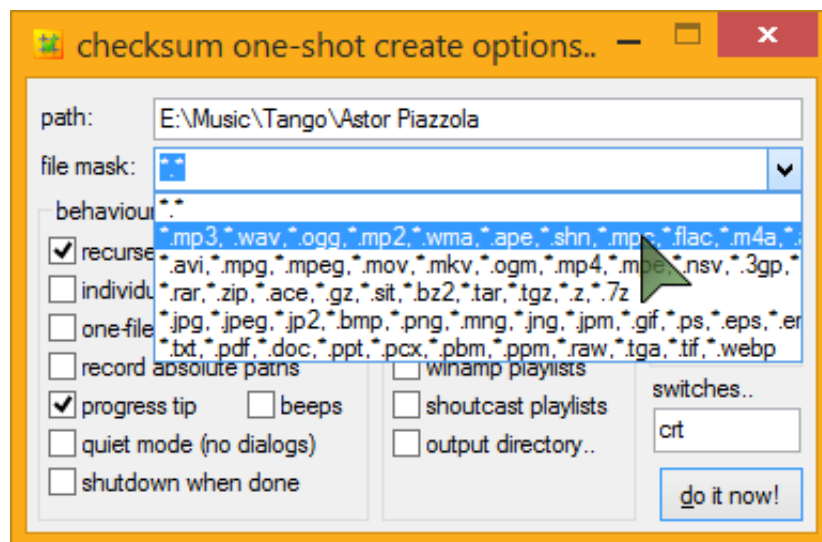 checksum one-shot create options..
path: E:\Music\Tango\Astor Piazzola
file mask: *.*
behaviou
*.*
*.mp3,*.wav,*.ogg,*.mp2,*.wma,*.ape,*.shn,*.mpc,*.flac,*.m4a,*.
recurse
*.avi,*.mpg,*.mpeg,*.mov,*.mkv,*.ogm,*.mp4,*.mpe,*.nsv,*.3gp,*
individu
*.rar,*.zip,*.ace,*.gz,*.sit,*.bz2,*.tar,*.tgz,*.z,*.7z
one-file
*.jpg,*.jpeg,*.jp2,*.bmp,*.png,*.mng,*.jng,*.jpm,*.gif,*.ps,*.eps,*.er
*.txt,*.pdf,*.doc,*.ppt,*.pcx,*.pbm,*.ppm,*.raw,*.tga,*.tif,*.webp
record absolute paths
winamp playlists
switches..
progress tip
beeps
shoutcast playlists
crt
quiet mode (no dialogs)
output directory..
shutdown when done
do it now!